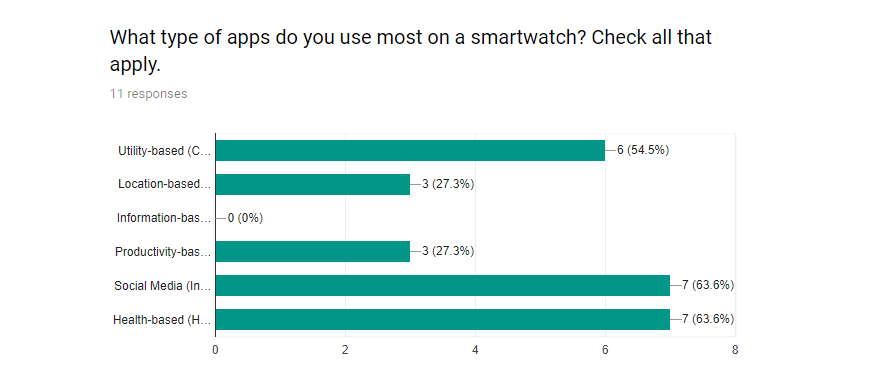 What type of apps do you use most on a smartwatch? Check all that
apply.
11 responses
Utility-based (C... 6 (54.5%)
Location-based... 3 (27.3%)
Information-bas... 0 (0%)
Productivity-bas... 3 (27.3%)
Social Media (In... 7 (63.6%)
Health-based (H... 7 (63.6%)
0 2 4 6 8